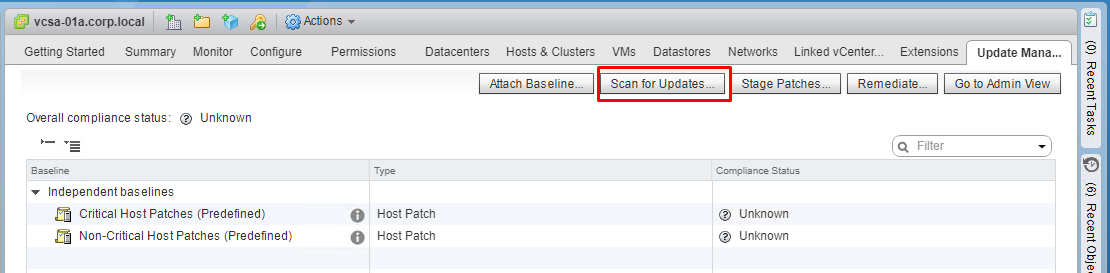 vcsa-01a.corp.local Actions
Getting Started Summary Monitor Configure Permissions Datacenters Hosts & Clusters VMs Datastores Networks Linked vCenter... Extensions Update Mana...
Attach Baseline... Scan for Updates... Stage Patches... Remediate... Go to Admin View
Overall compliance status: Unknown
Filter
Baseline Type Compliance Status
Independent baselines
Critical Host Patches (Predefined) Host Patch Unknown
Non-Critical Host Patches (Predefined) Host Patch Unknown
(0) Recent Tasks
(6) Recent Obje